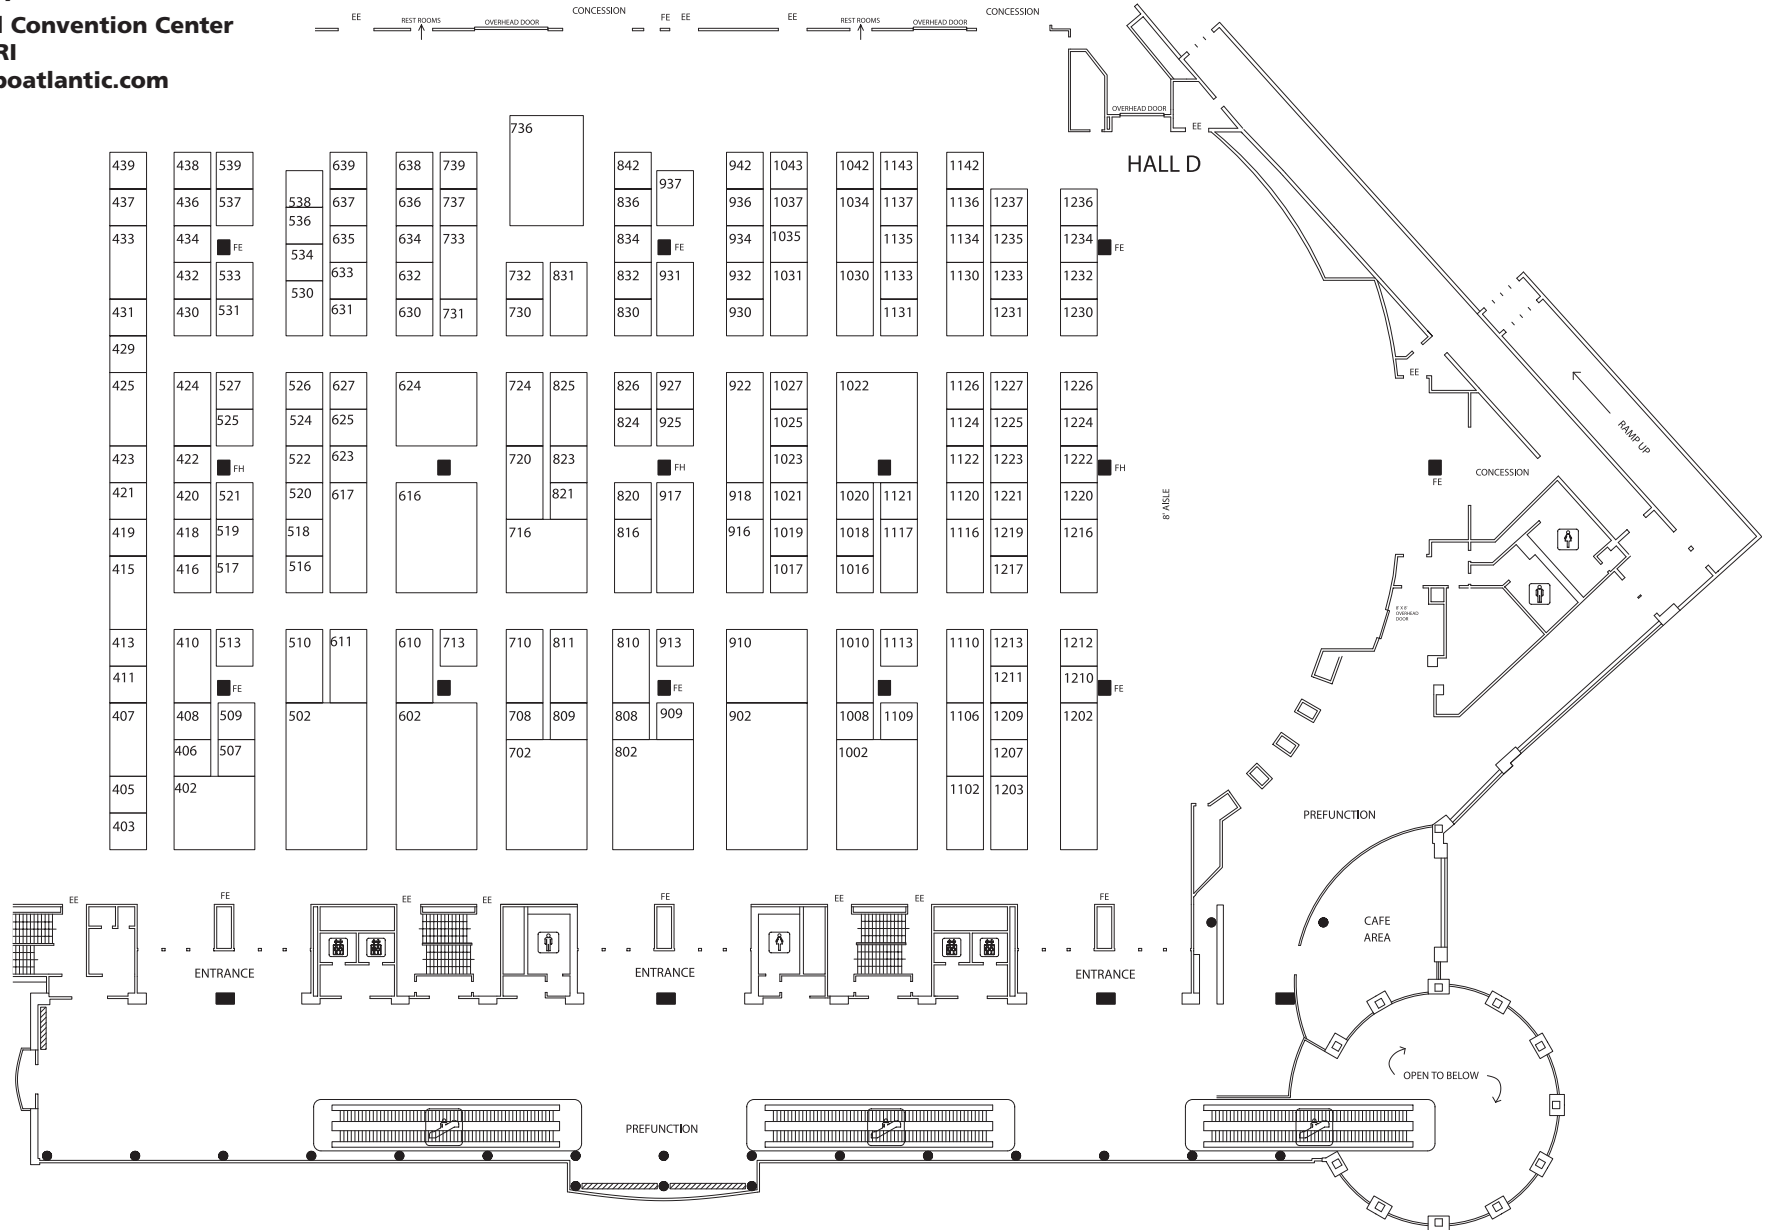 l Convention Center
RI
poatlantic.com
EE
REST ROOMS
OVERHEAD DOOR
CONCESSION
FE
EE
EE
REST ROOMS
OVERHEAD DOOR
CONCESSION
OVERHEAD DOOR
EE
HALL D
736
439 438 539 639 638 739 842 942 1043 1042 1143 1142
937
437 436 537 538 637 636 737 836 936 1037 1034 1137 1136 1237 1236
536
433 434 FE 635 634 733 834 FE 934 1035 1135 1134 1235 1234 FE
534
432 533 633 632 732 831 832 931 932 1031 1030 1133 1130 1233 1232
530
431 430 531 631 630 731 730 830 930 1131 1231 1230
429
EE
425 424 527 526 627 624 724 825 826 927 922 1027 1022 1126 1227 1226
525 524 625 824 925 1025 1124 1225 1224
423 422 FH 522 623 720 823 FH 1023 1122 1223 1222 FH
421 420 521 520 617 616 821 820 917 918 1021 1020 1121 1120 1221 1220
419 418 519 518 716 816 916 1019 1018 1117 1116 1219 1216
415 416 517 516 1017 1016 1217
8' AISLE
RAMP UP
CONCESSION
FE
8' X 8'
OVERHEAD
DOOR
413 410 513 510 611 610 713 710 811 810 913 910 1010 1113 1110 1213 1212
411 FE FE 1211 1210 FE
407 408 509 502 602 708 809 808 909 902 1008 1109 1106 1209 1202
406 507 702 802 1002 1207
405 402 1102 1203
403
PREFUNCTION
CAFE
AREA
EE
FE
EE
EE
FE
EE
EE
FE
ENTRANCE
ENTRANCE
ENTRANCE
OPEN TO BELOW
PREFUNCTION